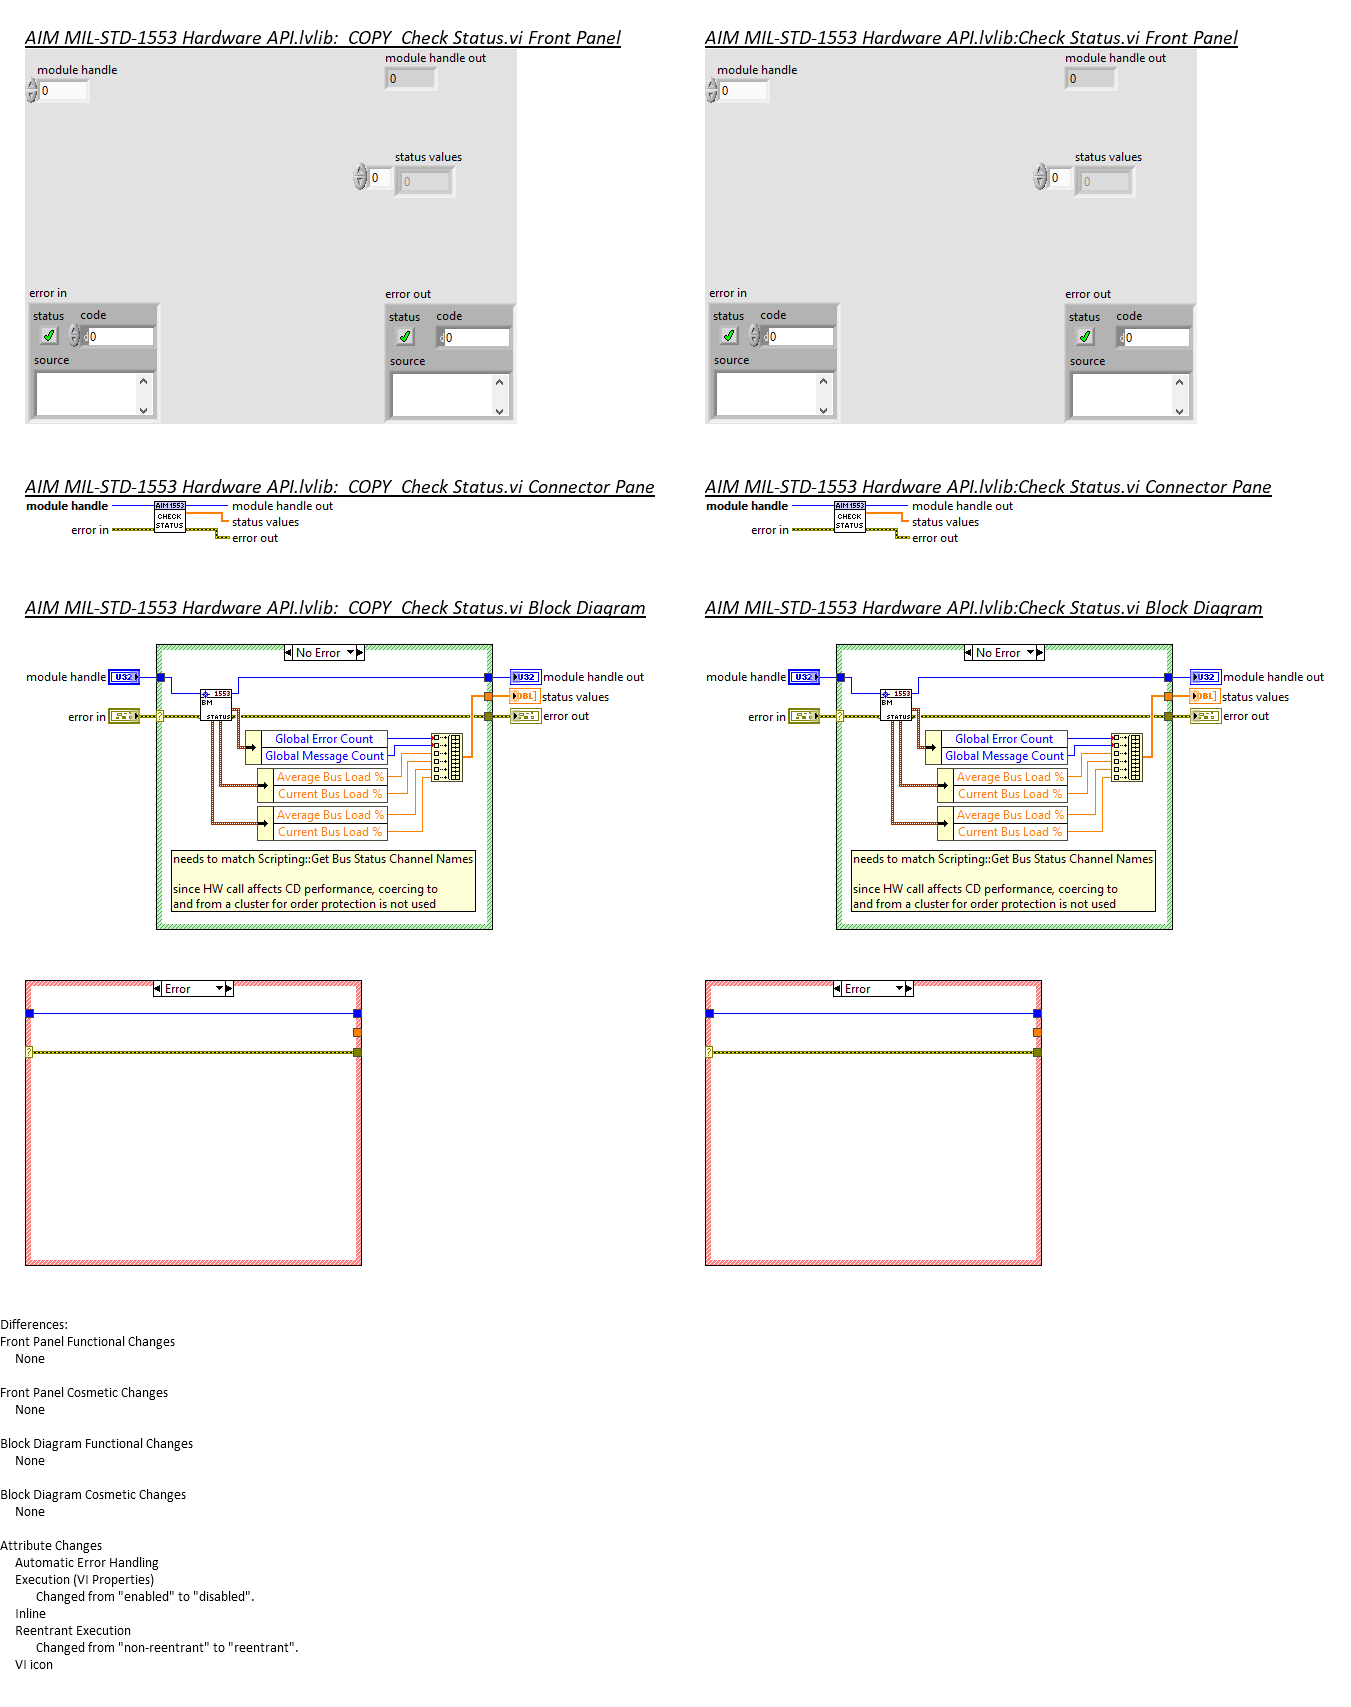 AIM MIL-STD-1553 Hardware API.lvlib:_COPY_Check Status.vi Front Panel
module handle
0
module handle out
0
status values
0
0
error in
status
code
d0
source
error out
status
code
d0
source
AIM MIL-STD-1553 Hardware API.lvlib:Check Status.vi Front Panel
module handle
0
module handle out
0
status values
0
0
error in
status
code
d0
source
error out
status
code
d0
source
AIM MIL-STD-1553 Hardware API.lvlib:_COPY_Check Status.vi Connector Pane
module handle
error in
AIM1553
CHECK
STATUS
module handle out
status values
error out
AIM MIL-STD-1553 Hardware API.lvlib:Check Status.vi Connector Pane
module handle
error in
AIM1553
CHECK
STATUS
module handle out
status values
error out
AIM MIL-STD-1553 Hardware API.lvlib:_COPY_Check Status.vi Block Diagram
No Error
module handle
U32
error in
?
1553
BM
STATUS
U32
module handle out
DBL
status values
error out
Global Error Count
Global Message Count
Average Bus Load %
Current Bus Load %
Average Bus Load %
Current Bus Load %
needs to match Scripting::Get Bus Status Channel Names
since HW call affects CD performance, coercing to
and from a cluster for order protection is not used
AIM MIL-STD-1553 Hardware API.lvlib:Check Status.vi Block Diagram
No Error
module handle
U32
error in
?
1553
BM
STATUS
U32
module handle out
DBL
status values
error out
Global Error Count
Global Message Count
Average Bus Load %
Current Bus Load %
Average Bus Load %
Current Bus Load %
needs to match Scripting::Get Bus Status Channel Names
since HW call affects CD performance, coercing to
and from a cluster for order protection is not used
Error
?
Error
?
Differences:
Front Panel Functional Changes
None
Front Panel Cosmetic Changes
None
Block Diagram Functional Changes
None
Block Diagram Cosmetic Changes
None
Attribute Changes
Automatic Error Handling
Execution (VI Properties)
Changed from "enabled" to "disabled".
Inline
Reentrant Execution
Changed from "non-reentrant" to "reentrant".
VI icon